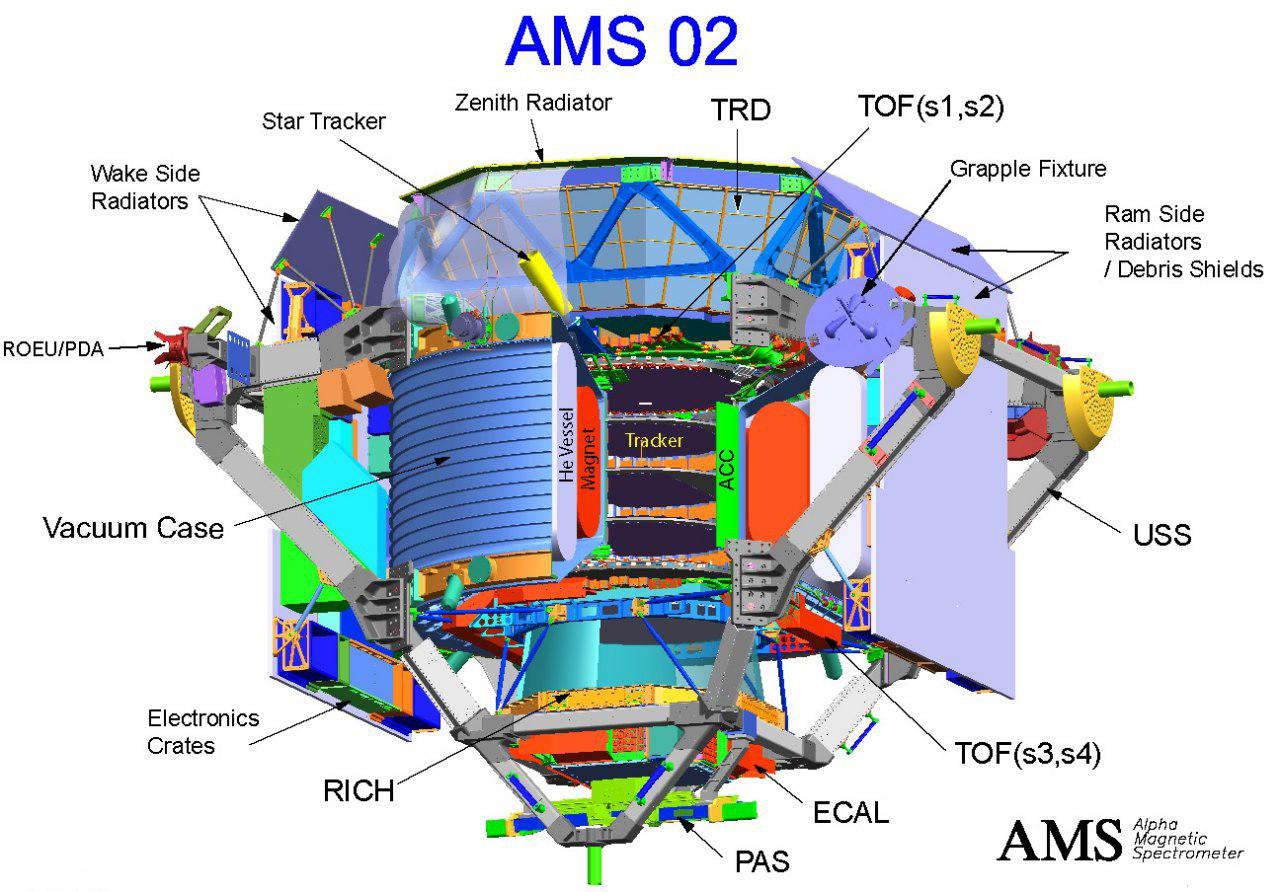 AMS 02
Zenith Radiator
Star Tracker
TRD
TOF(s1,s2)
Wake Side
Radiators
Grapple Fixture
Ram Side
Radiators
/ Debris Shields
ROEU/PDA
He Vessel
Magnet
Tracker
ACC
Vacuum Case
USS
Electronics
Crates
RICH
TOF(s3,s4)
ECAL
PAS
AMS
Alpha
Magnetic
Spectrometer